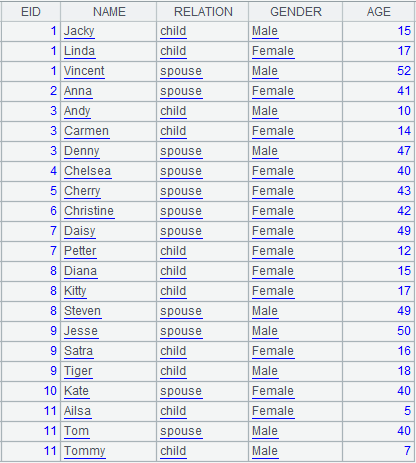 EID NAME RELATION GENDER AGE
1 Jacky child Male 15
1 Linda child Female 17
1 Vincent spouse Male 52
2 Anna spouse Female 41
3 Andy child Male 10
3 Carmen child Female 14
3 Denny spouse Male 47
4 Chelsea spouse Female 40
5 Cherry spouse Female 43
6 Christine spouse Female 42
7 Daisy spouse Female 49
7 Petter child Female 12
8 Diana child Female 15
8 Kitty child Female 17
8 Steven spouse Male 49
9 Jesse spouse Male 50
9 Satra child Female 16
9 Tiger child Male 18
10 Kate spouse Female 40
11 Ailsa child Female 5
11 Tom spouse Male 40
11 Tommy child Male 7